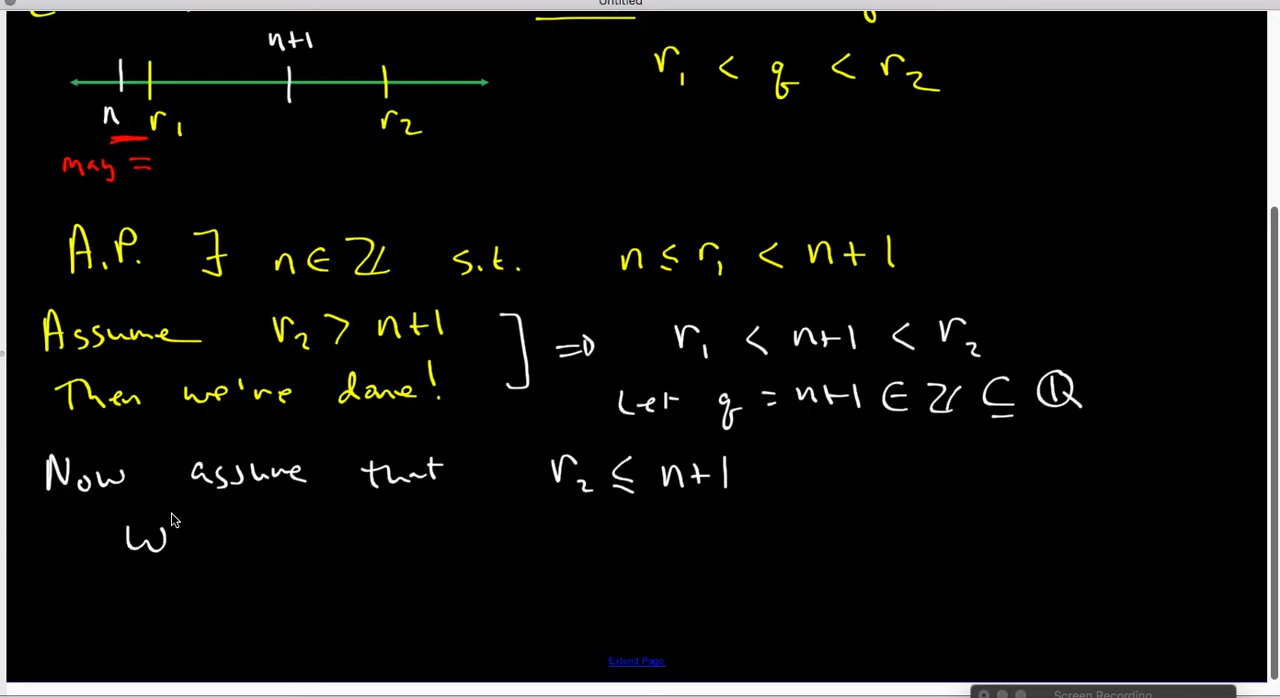 Untitled
n+1
r₁ < q < r₂
n r₁ r₂
may =
A.P. ∃ n ∈ ℤ s.t. n ≤ r₁ < n+1
Assume r₂ > n+1 ] ⇒ r₁ < n+1 < r₂
Then we've done! Let q = n+1 ∈ ℤ ⊆ ℚ
Now assume that r₂ ≤ n+1
W
Extend Page
Screen Recording